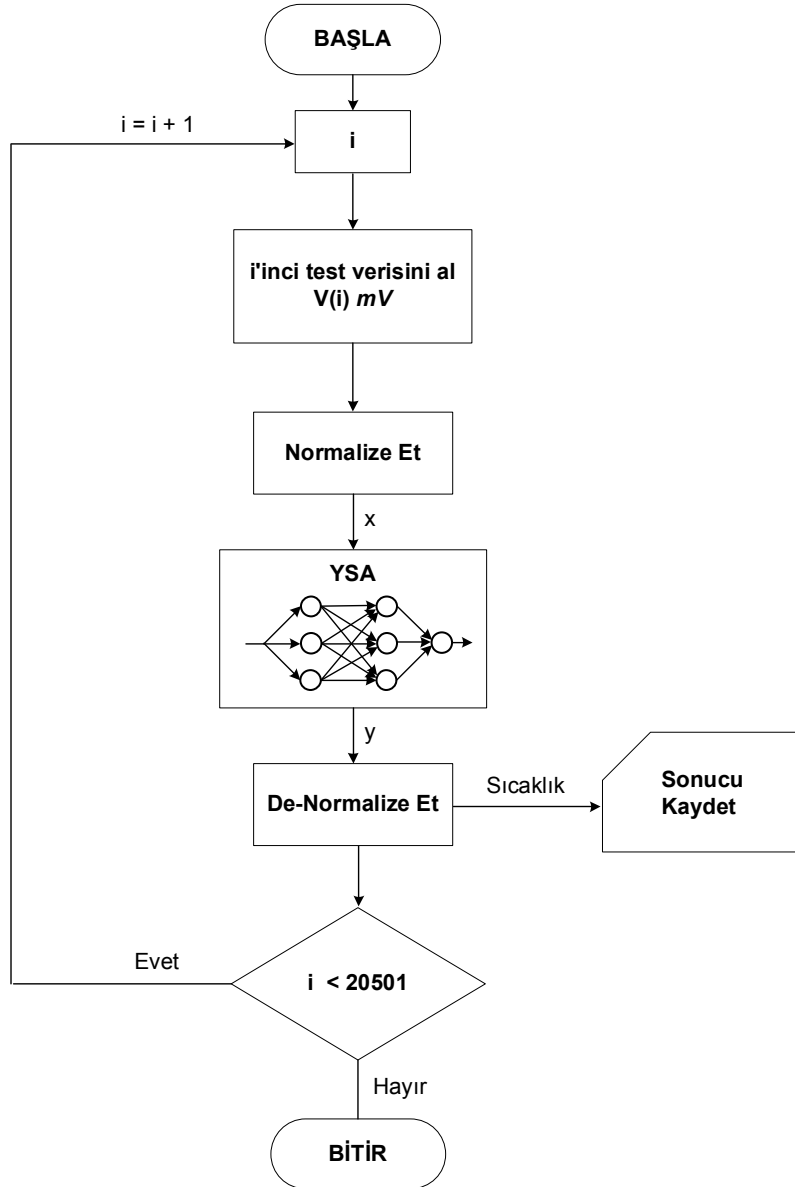 BAŞLA
i = i + 1
i
i'inci test verisini al
V(i) mV
Normalize Et
x
YSA
y
De-Normalize Et
Sıcaklık
Sonucu
Kaydet
Evet
i < 20501
Hayır
BİTİR